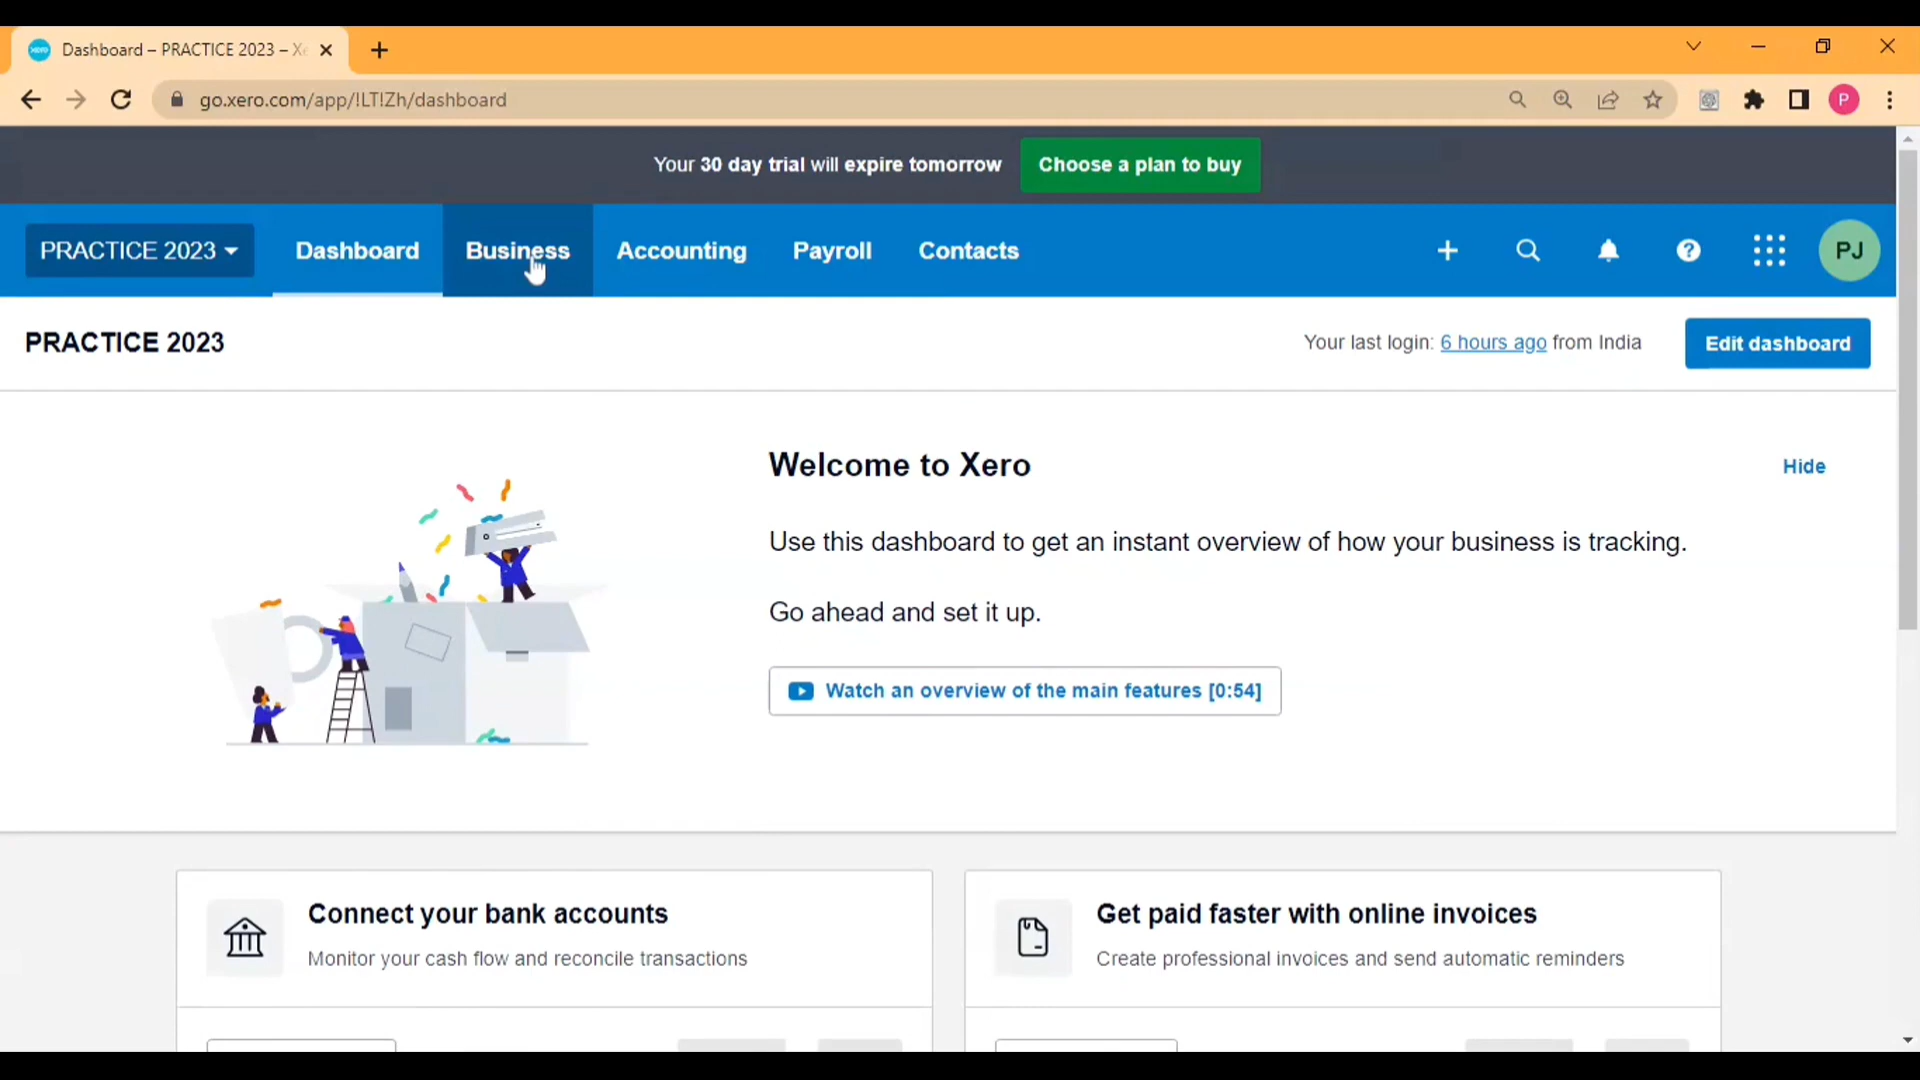 Dashboard – PRACTICE 2023 – X
go.xero.com/app/!LT!Zh/dashboard
P
Your 30 day trial will expire tomorrow
Choose a plan to buy
PRACTICE 2023
Dashboard
Business
Accounting
Payroll
Contacts
PJ
PRACTICE 2023
Your last login: 6 hours ago from India
Edit dashboard
Welcome to Xero
Hide
Use this dashboard to get an instant overview of how your business is tracking.
Go ahead and set it up.
Watch an overview of the main features [0:54]
Connect your bank accounts
Monitor your cash flow and reconcile transactions
Get paid faster with online invoices
Create professional invoices and send automatic reminders